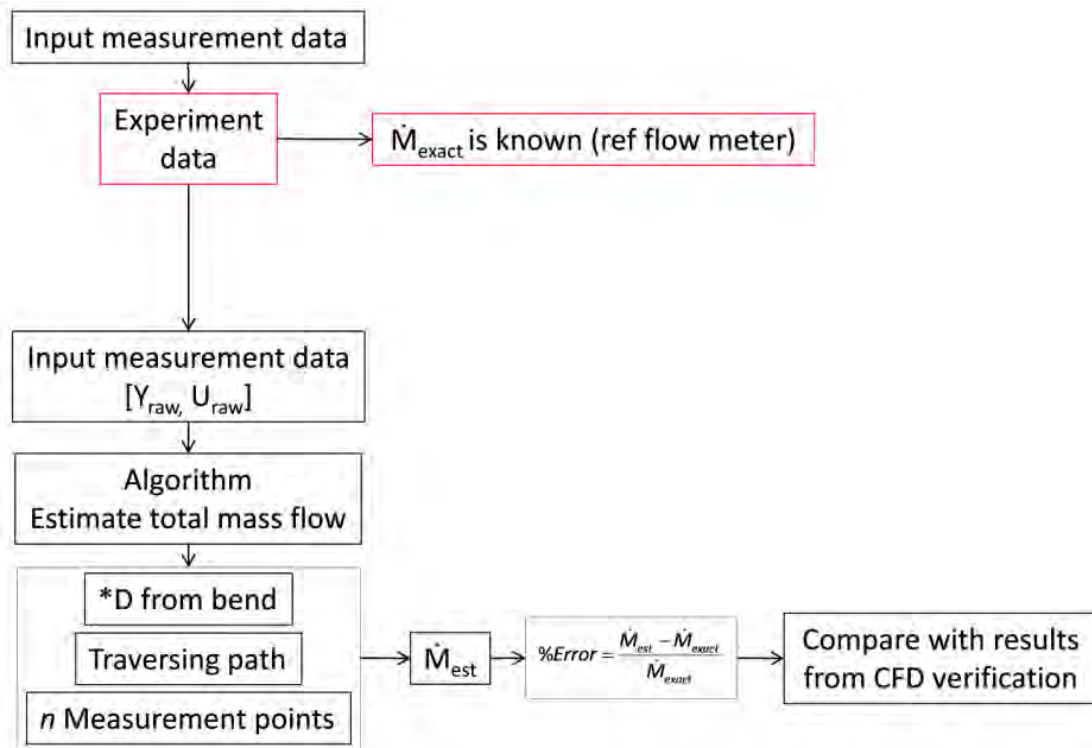 Input measurement data
Experiment
data
Ṁexact is known (ref flow meter)
Input measurement data
[Yraw, Uraw]
Algorithm
Estimate total mass flow
*D from bend
Traversing path
n Measurement points
Ṁest
%Error = (Ṁest − Ṁexact) / Ṁexact
Compare with results
from CFD verification